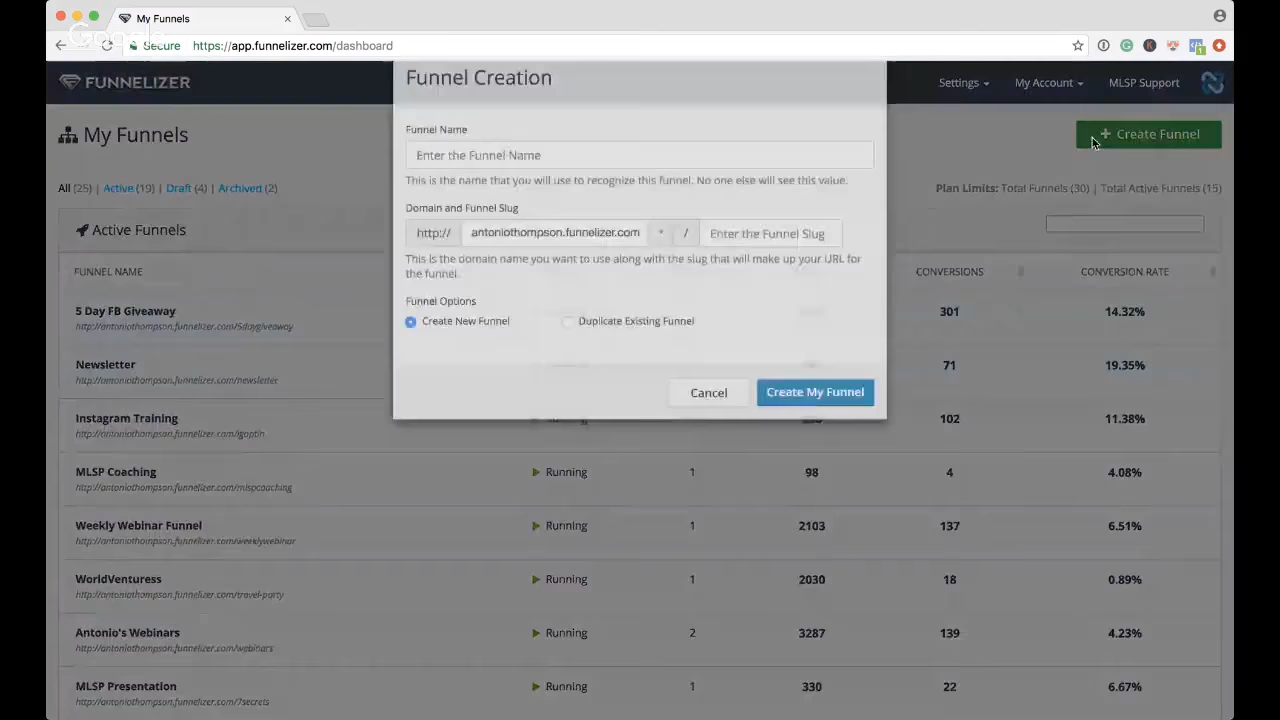 My Funnels
Google
Secure https://app.funnelizer.com/dashboard
FUNNELIZER
Settings
My Account
MLSP Support
My Funnels
+ Create Funnel
All (25) | Active (19) | Draft (4) | Archived (2)
Plan Limits: Total Funnels (30) | Total Active Funnels (15)
Active Funnels
FUNNEL NAME
CONVERSIONS
CONVERSION RATE
5 Day FB Giveaway
http://antoniothompson.funnelizer.com/5daygiveaway
301
14.32%
Newsletter
http://antoniothompson.funnelizer.com/newsletter
71
19.35%
Instagram Training
http://antoniothompson.funnelizer.com/igoptin
102
11.38%
MLSP Coaching
http://antoniothompson.funnelizer.com/mlspcoaching
Running
1
98
4
4.08%
Weekly Webinar Funnel
http://antoniothompson.funnelizer.com/weeklywebinar
Running
1
2103
137
6.51%
WorldVenturess
http://antoniothompson.funnelizer.com/travel-party
Running
1
2030
18
0.89%
Antonio's Webinars
http://antoniothompson.funnelizer.com/webinars
Running
2
3287
139
4.23%
MLSP Presentation
http://antoniothompson.funnelizer.com/7secrets
Running
1
330
22
6.67%
Funnel Creation
Funnel Name
Enter the Funnel Name
This is the name that you will use to recognize this funnel. No one else will see this value.
Domain and Funnel Slug
http:// antoniothompson.funnelizer.com / Enter the Funnel Slug
This is the domain name you want to use along with the slug that will make up your URL for
the funnel.
Funnel Options
Create New Funnel
Duplicate Existing Funnel
Cancel
Create My Funnel